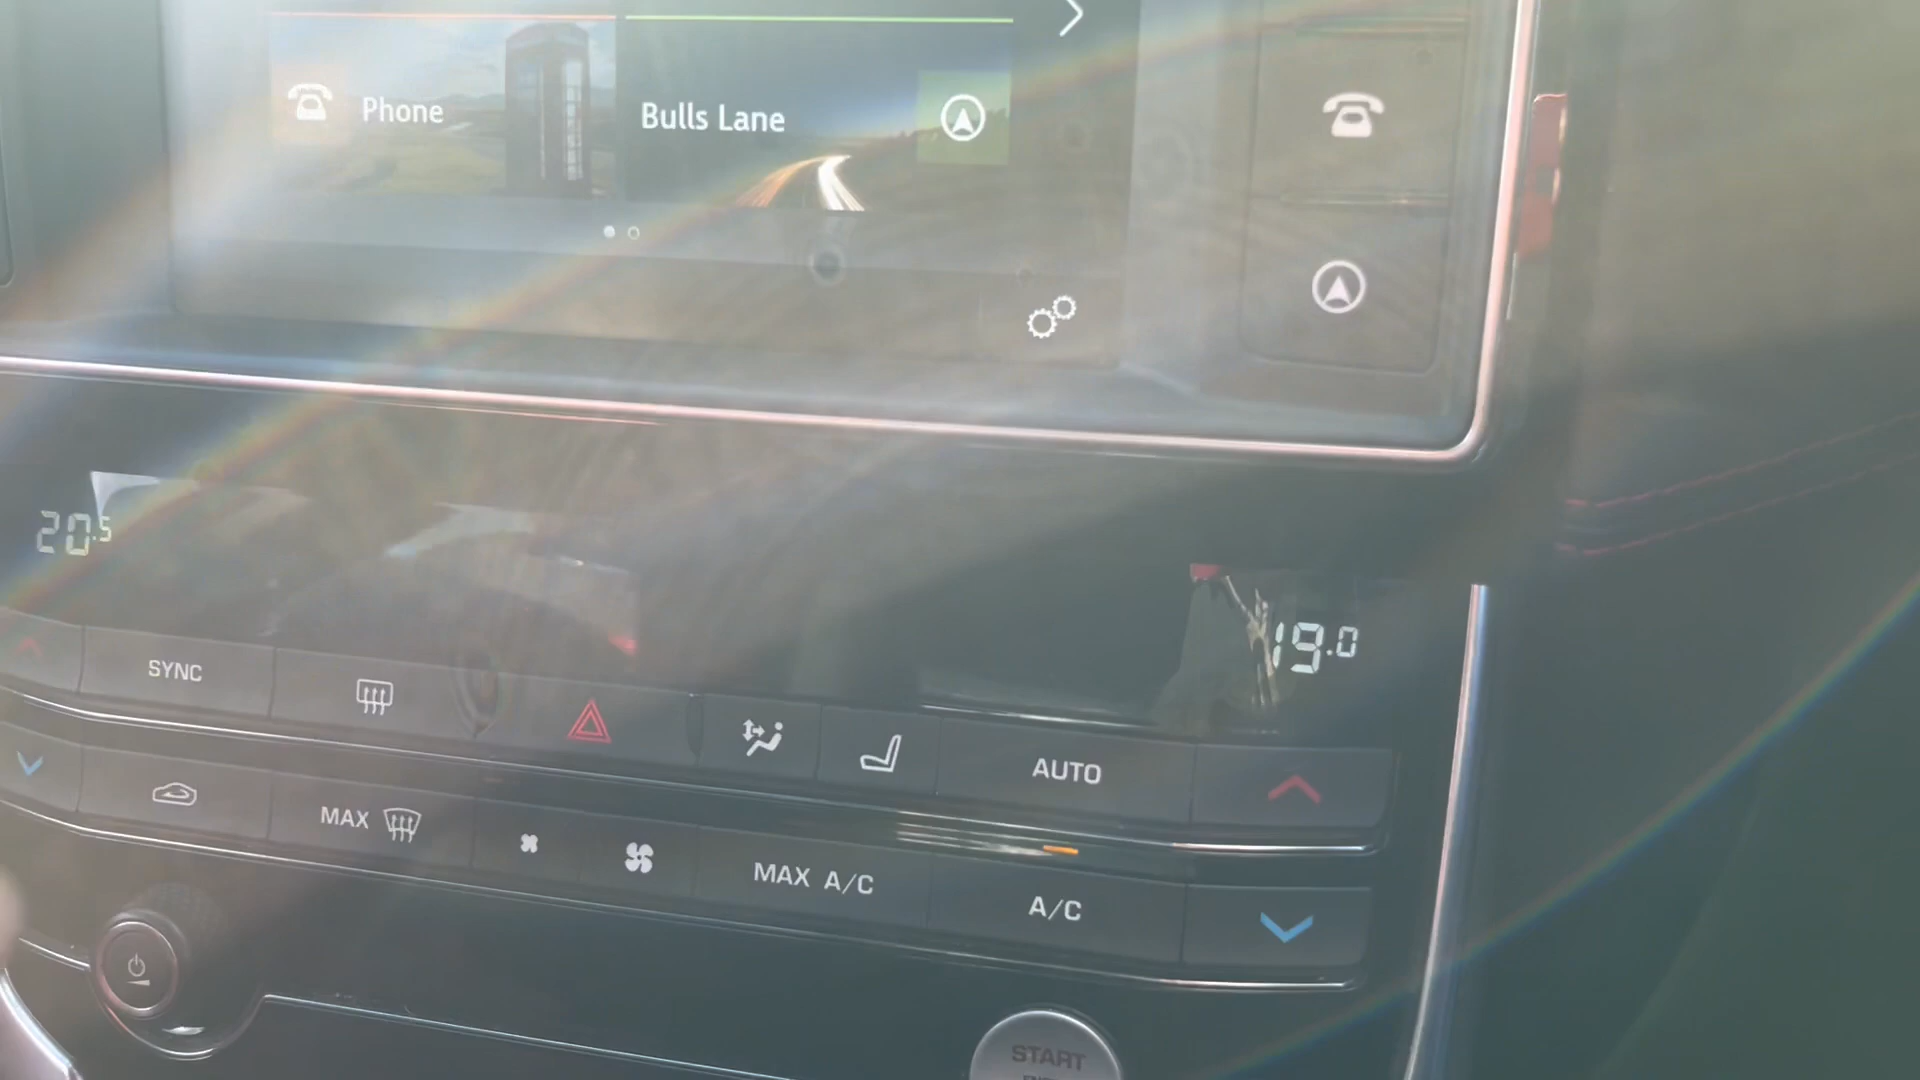 Phone
Bulls Lane
20.5
19.0
SYNC
AUTO
MAX
MAX A/C
A/C
START